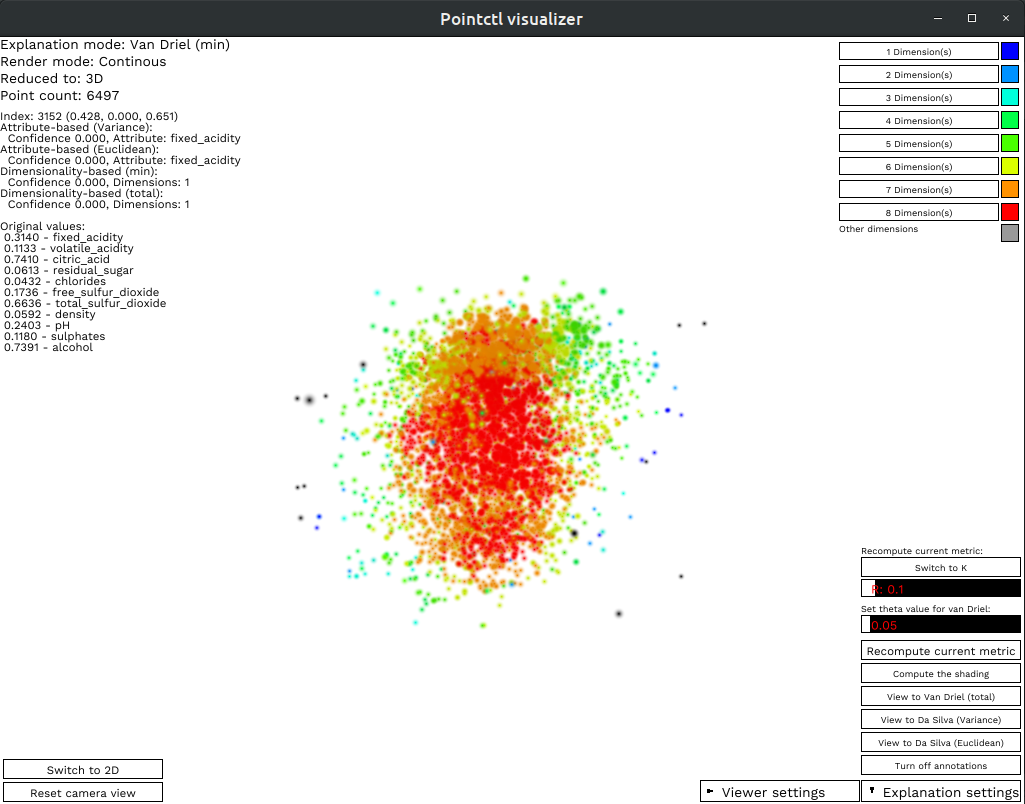 Pointctl visualizer
Explanation mode: Van Driel (min)
Render mode: Continous
Reduced to: 3D
Point count: 6497
Index: 3152 (0.428, 0.000, 0.651)
Attribute-based (Variance):
Confidence 0.000, Attribute: fixed_acidity
Attribute-based (Euclidean):
Confidence 0.000, Attribute: fixed_acidity
Dimensionality-based (min):
Confidence 0.000, Dimensions: 1
Dimensionality-based (total):
Confidence 0.000, Dimensions: 1
Original values:
0.3140 - fixed_acidity
0.1133 - volatile_acidity
0.7410 - citric_acid
0.0613 - residual_sugar
0.0432 - chlorides
0.1736 - free_sulfur_dioxide
0.6636 - total_sulfur_dioxide
0.0592 - density
0.2403 - pH
0.1180 - sulphates
0.7391 - alcohol
1 Dimension(s)
2 Dimension(s)
3 Dimension(s)
4 Dimension(s)
5 Dimension(s)
6 Dimension(s)
7 Dimension(s)
8 Dimension(s)
Other dimensions
Recompute current metric:
Switch to K
R: 0.1
Set theta value for van Driel:
0.05
Recompute current metric
Compute the shading
View to Van Driel (total)
View to Da Silva (Variance)
View to Da Silva (Euclidean)
Turn off annotations
Switch to 2D
Reset camera view
Viewer settings
Explanation settings